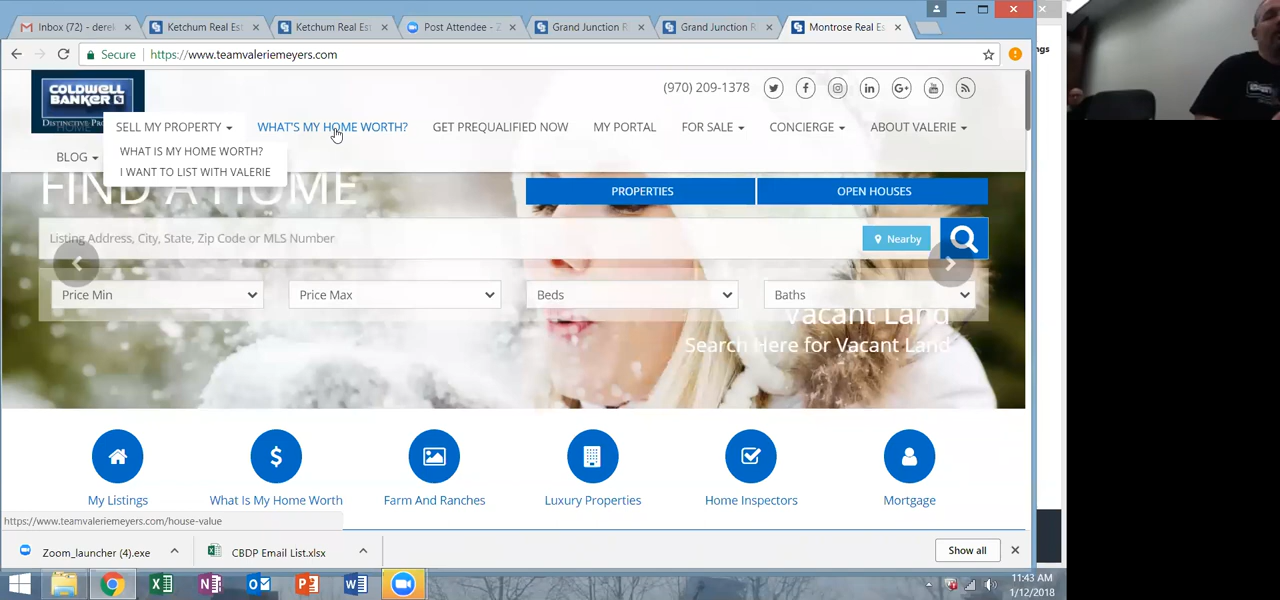 Inbox (72) - derek
Ketchum Real Est
Ketchum Real Est
Post Attendee - Z
Grand Junction R
Grand Junction R
Montrose Real Es
ngs
Secure https://www.teamvaleriemeyers.com
COLDWELL
BANKER
(970) 209-1378
HOME SELL MY PROPERTY WHAT'S MY HOME WORTH? GET PREQUALIFIED NOW MY PORTAL FOR SALE CONCIERGE ABOUT VALERIE
BLOG
WHAT IS MY HOME WORTH?
I WANT TO LIST WITH VALERIE
FIND A HOME
PROPERTIES OPEN HOUSES
Listing Address, City, State, Zip Code or MLS Number Nearby
Price Min Price Max Beds Baths
Vacant Land
Search Here for Vacant Land
My Listings What Is My Home Worth Farm And Ranches Luxury Properties Home Inspectors Mortgage
https://www.teamvaleriemeyers.com/house-value
Zoom_launcher (4).exe CBDP Email List.xlsx Show all
11:43 AM
1/12/2018